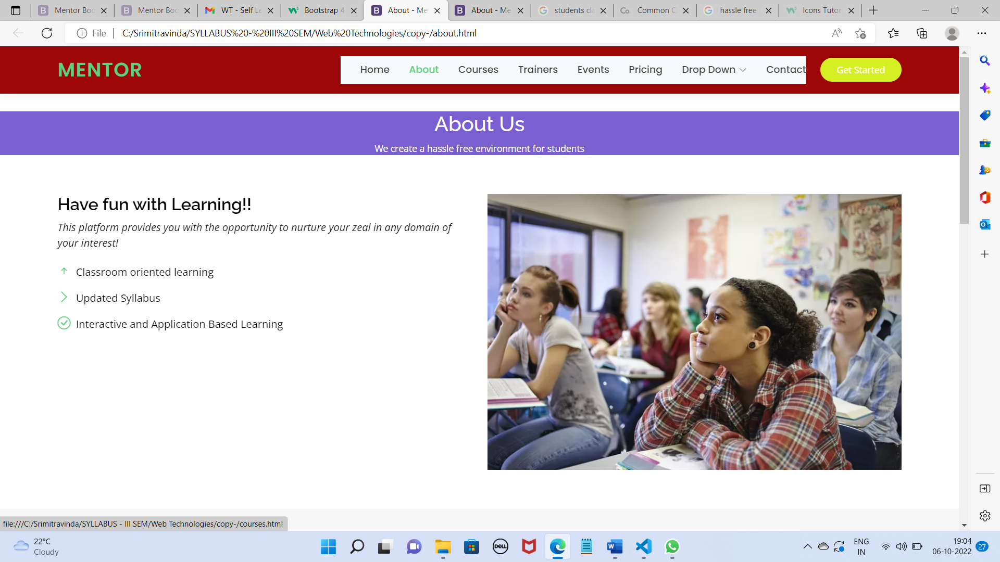 Mentor Boo
Mentor Boo
WT - Self Le
Bootstrap 4
About - Me
About - Me
students cla
Common C
hassle free
Icons Tutor
File
C:/Srimitravinda/SYLLABUS%20-%20III%20SEM/Web%20Technologies/copy-/about.html
MENTOR
Home
About
Courses
Trainers
Events
Pricing
Drop Down
Contact
Get Started
About Us
We create a hassle free environment for students
Have fun with Learning!!
This platform provides you with the opportunity to nurture your zeal in any domain of
your interest!
Classroom oriented learning
Updated Syllabus
Interactive and Application Based Learning
file:///C:/Srimitravinda/SYLLABUS - III SEM/Web Technologies/copy-/courses.html
22°C
Cloudy
DELL
ENG
IN
19:04
06-10-2022
27